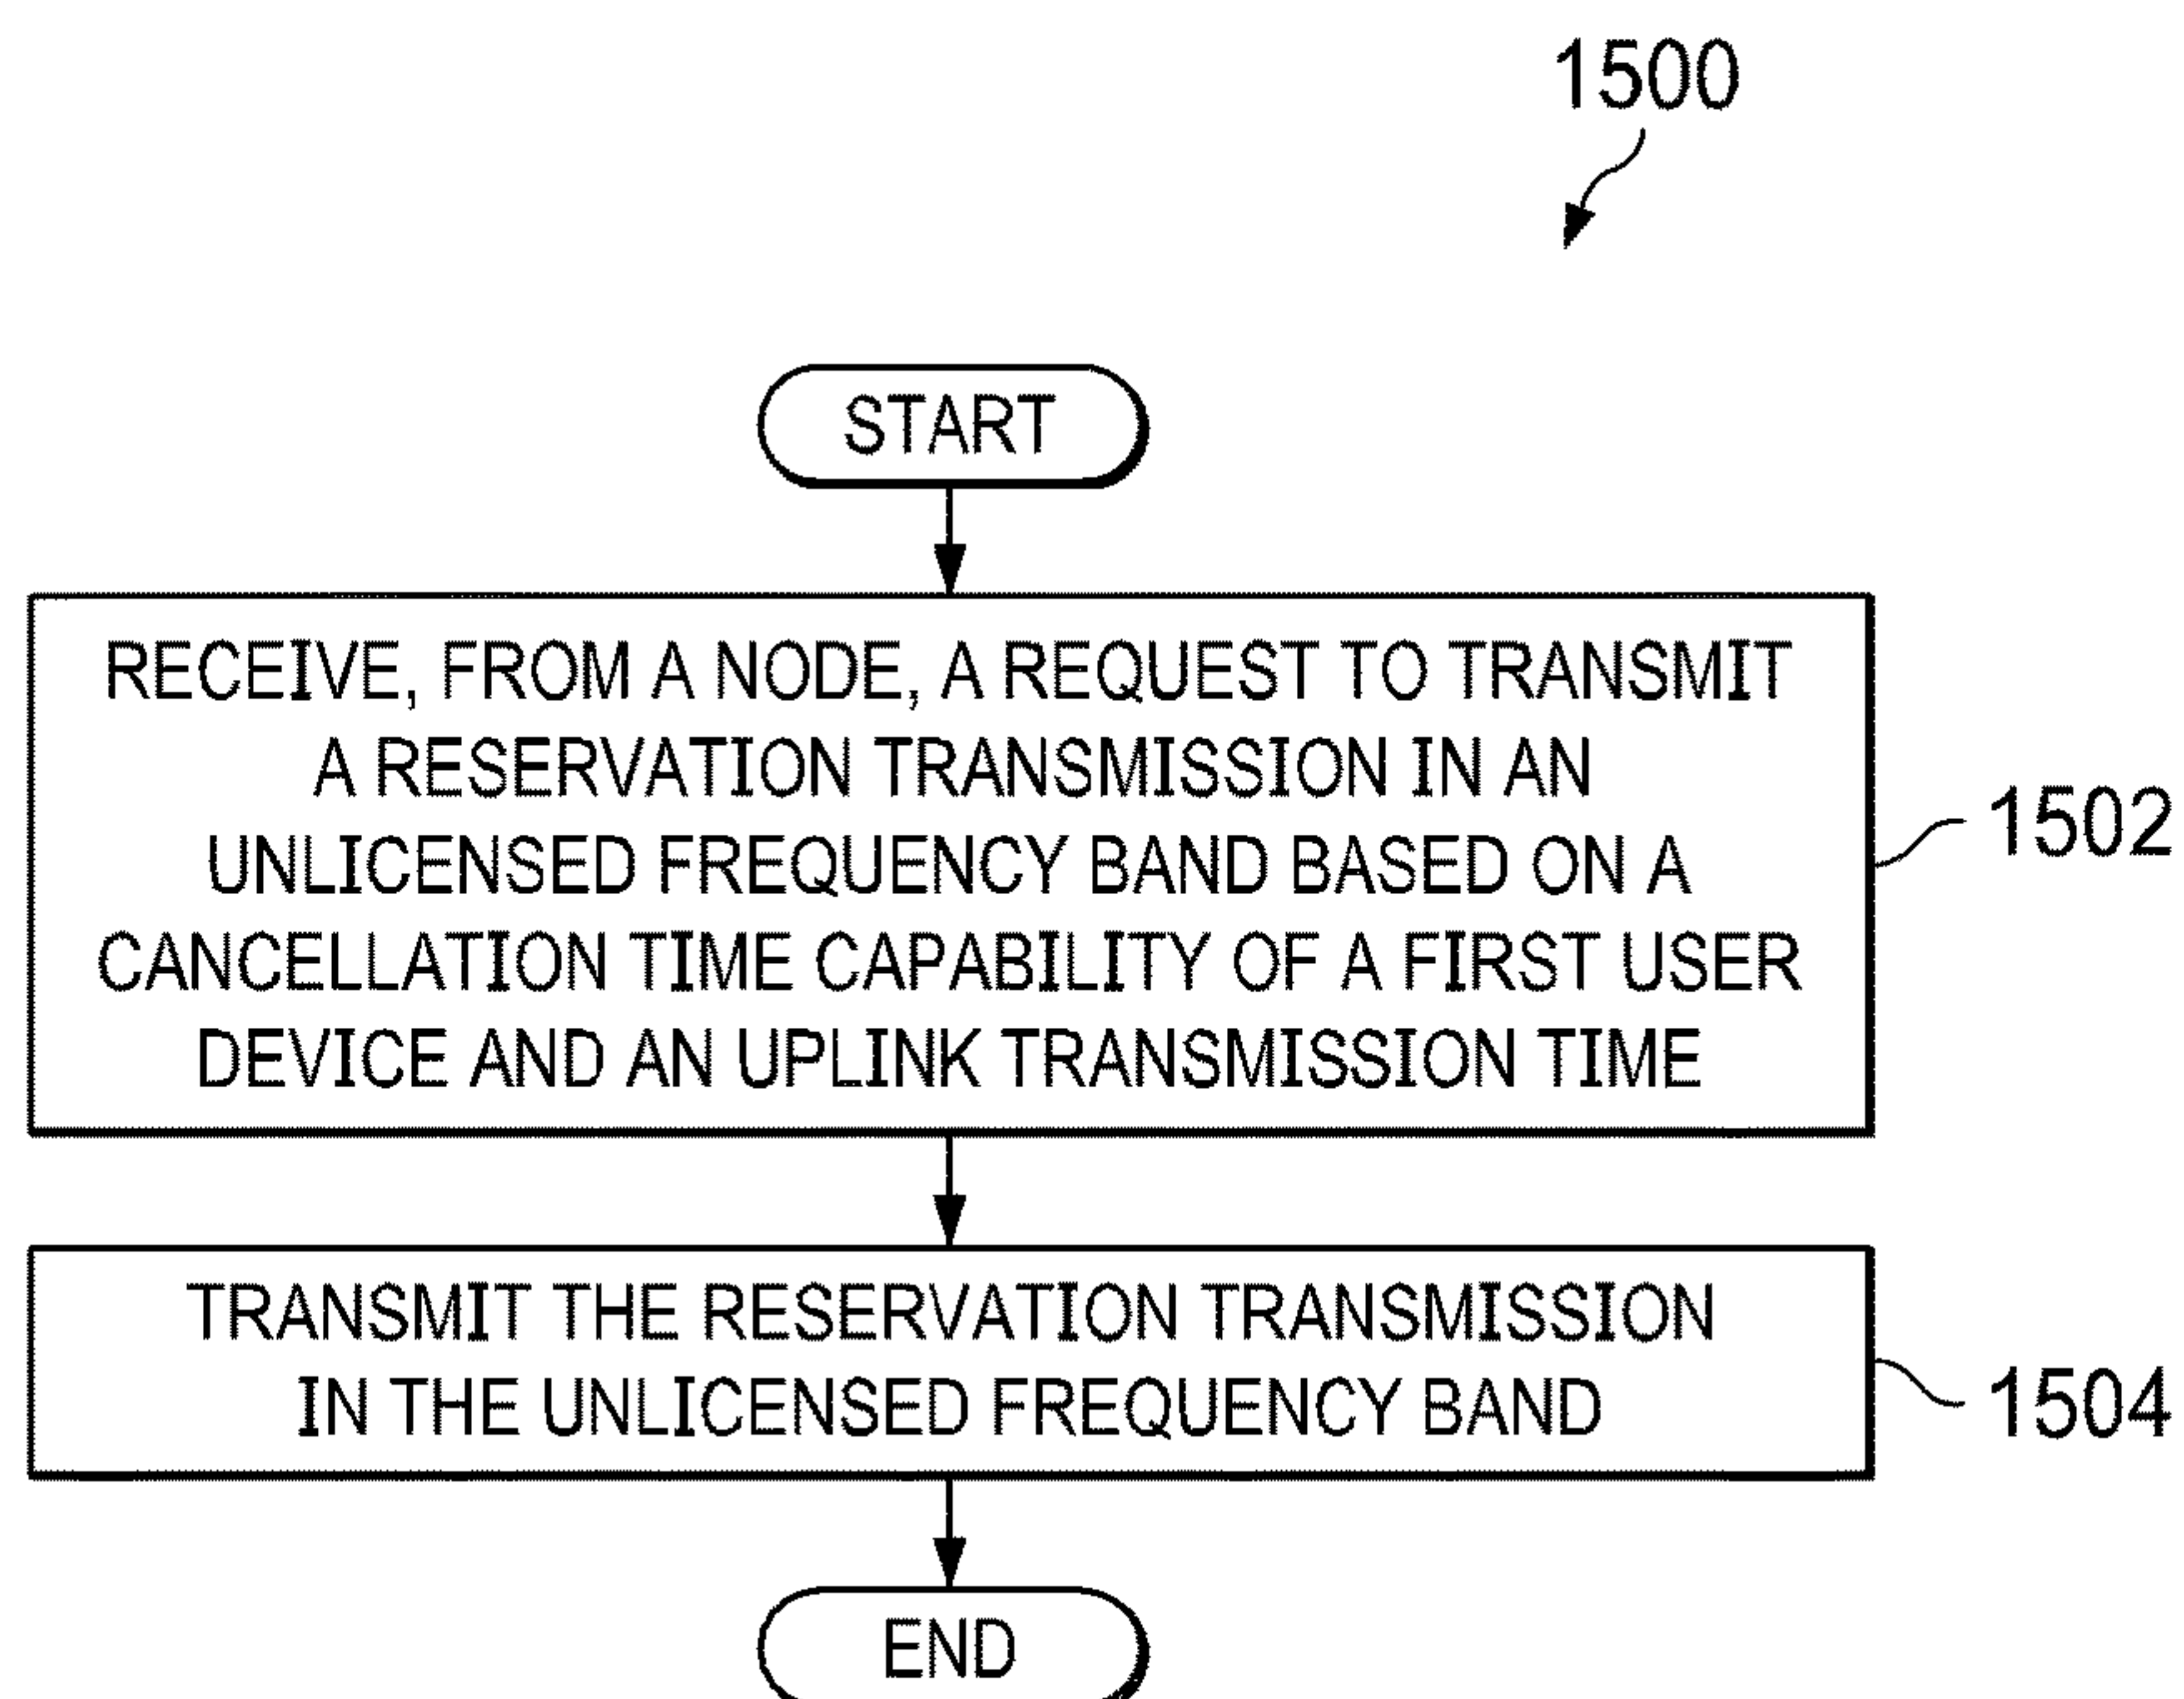 1500
START
RECEIVE, FROM A NODE, A REQUEST TO TRANSMIT
A RESERVATION TRANSMISSION IN AN
UNLICENSED FREQUENCY BAND BASED ON A
CANCELLATION TIME CAPABILITY OF A FIRST USER
DEVICE AND AN UPLINK TRANSMISSION TIME
1502
TRANSMIT THE RESERVATION TRANSMISSION
IN THE UNLICENSED FREQUENCY BAND
1504
END